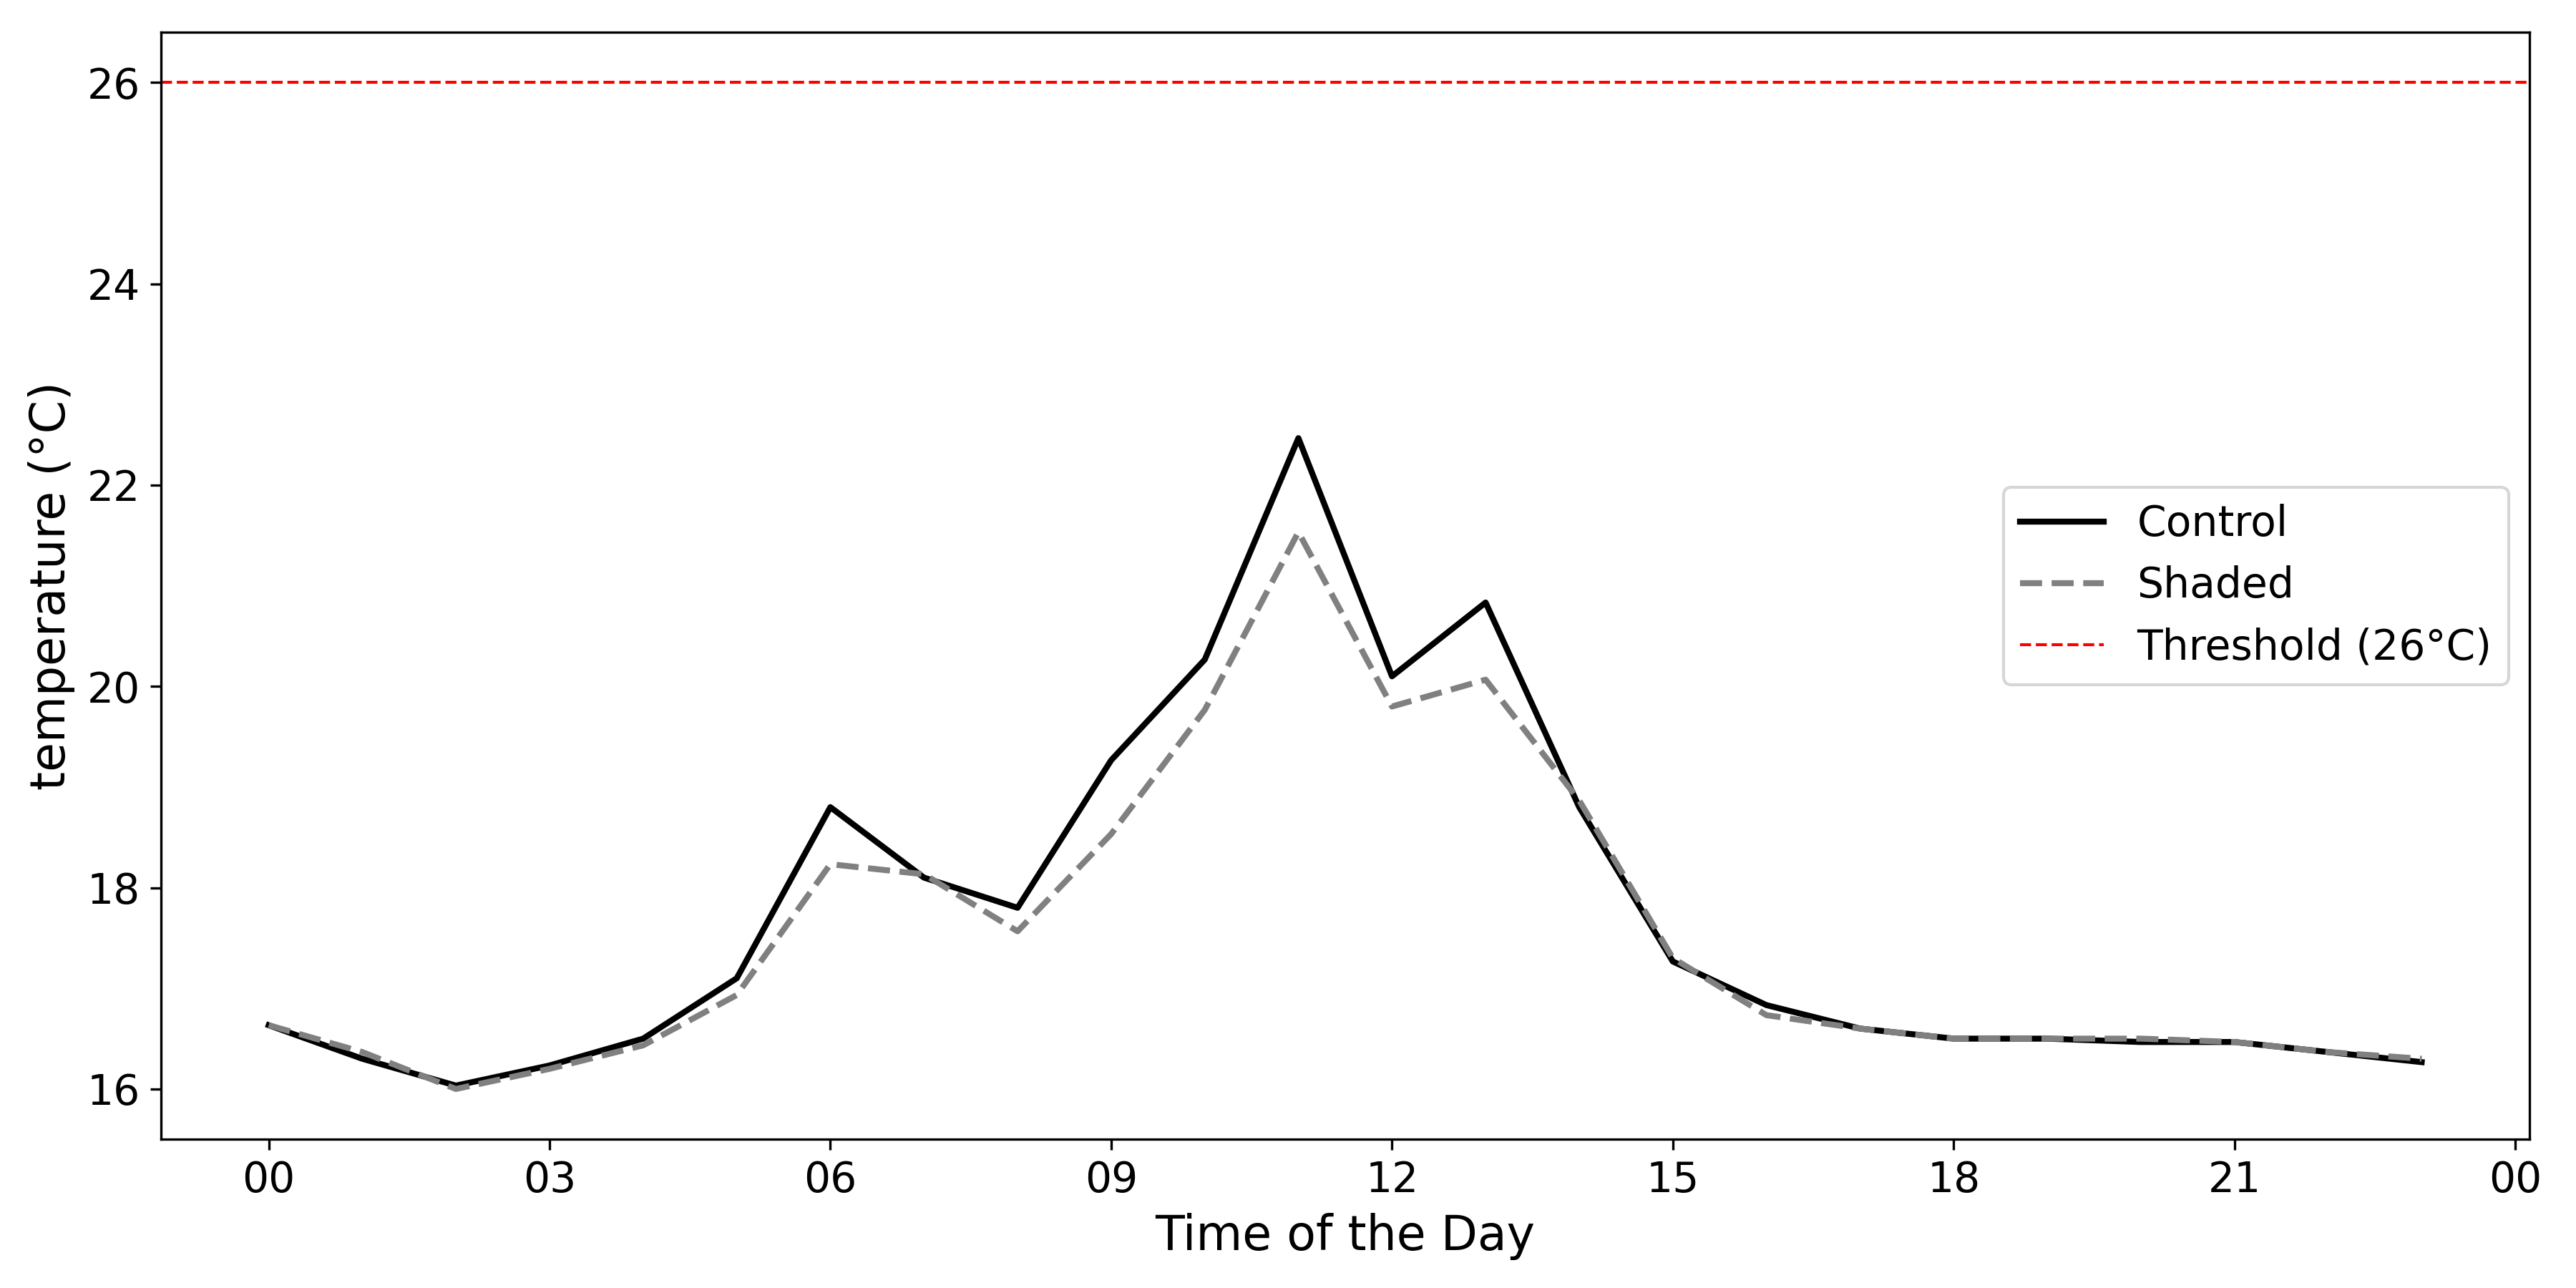 26
24
22
20
18
16
temperature (°C)
Control
Shaded
Threshold (26°C)
00 03 06 09 12 15 18 21 00
Time of the Day